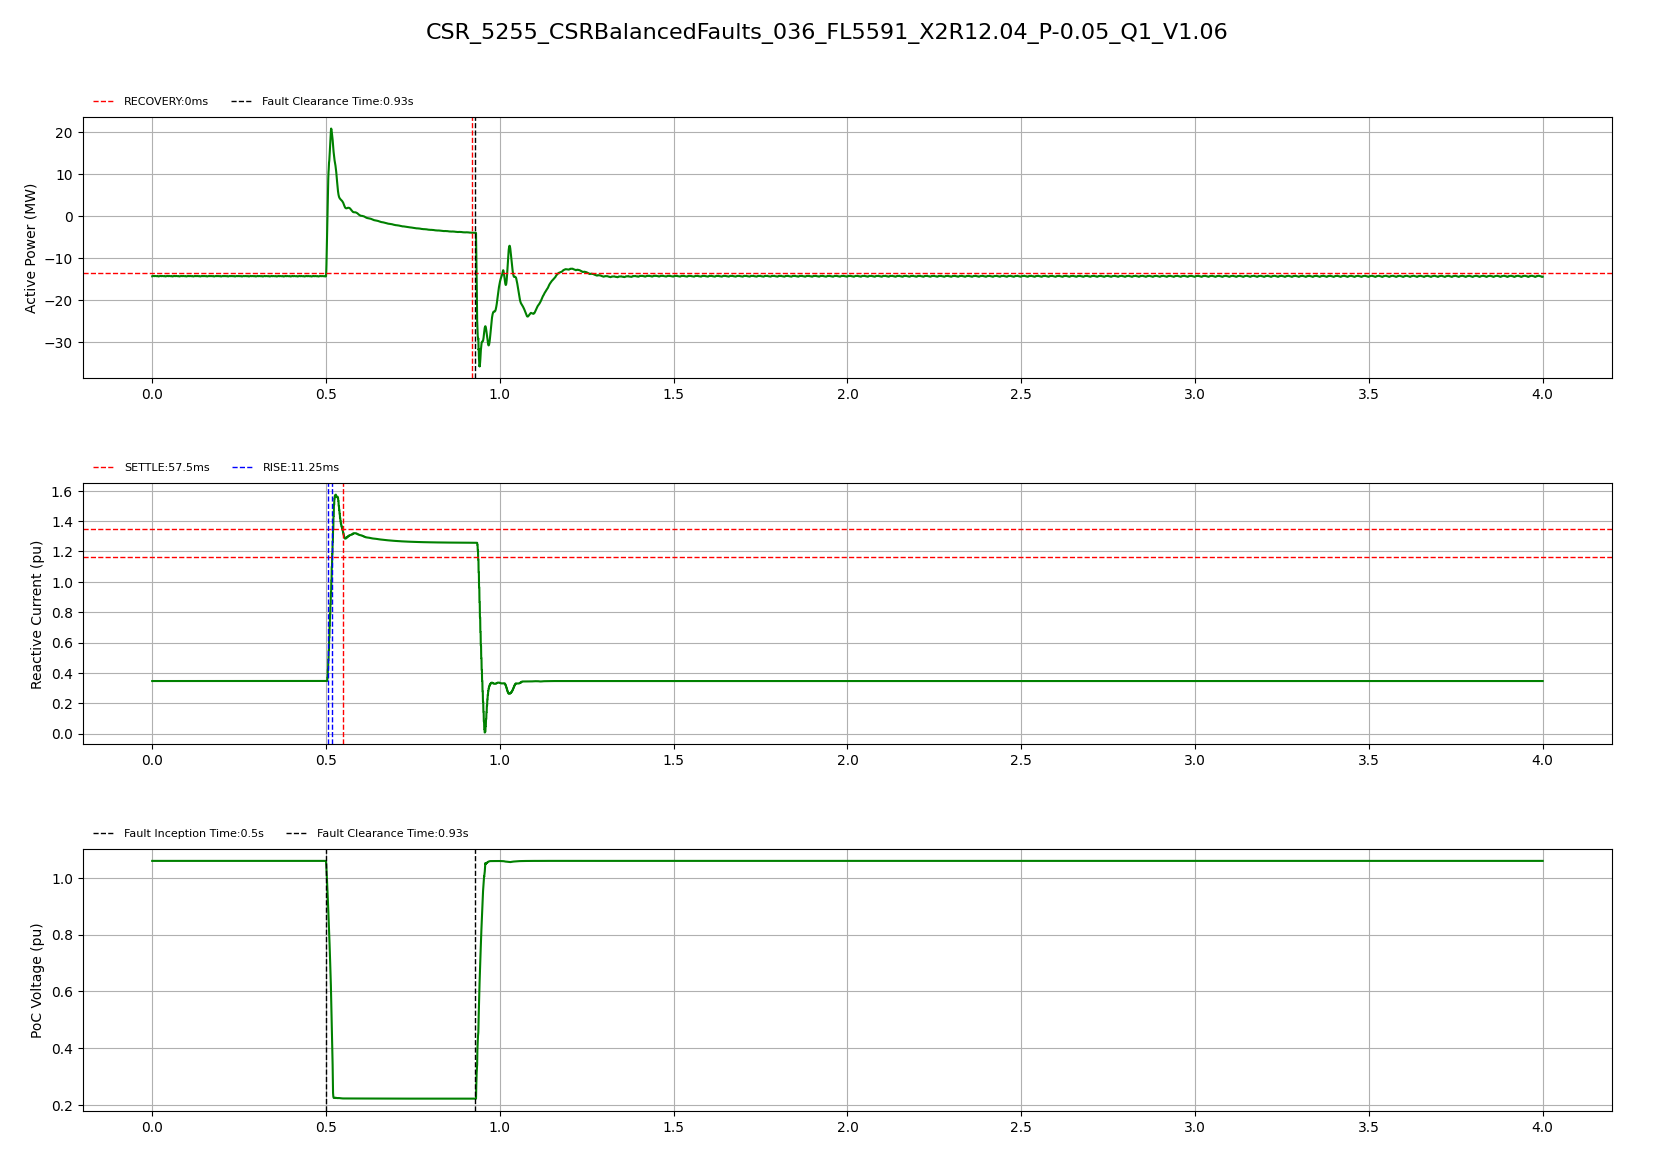 CSR_5255_CSRBalancedFaults_036_FL5591_X2R12.04_P-0.05_Q1_V1.06
RECOVERY:0ms Fault Clearance Time:0.93s
Active Power (MW)
20
10
0
−10
−20
−30
0.0 0.5 1.0 1.5 2.0 2.5 3.0 3.5 4.0
SETTLE:57.5ms RISE:11.25ms
Reactive Current (pu)
1.6
1.4
1.2
1.0
0.8
0.6
0.4
0.2
0.0
0.0 0.5 1.0 1.5 2.0 2.5 3.0 3.5 4.0
Fault Inception Time:0.5s Fault Clearance Time:0.93s
PoC Voltage (pu)
1.0
0.8
0.6
0.4
0.2
0.0 0.5 1.0 1.5 2.0 2.5 3.0 3.5 4.0